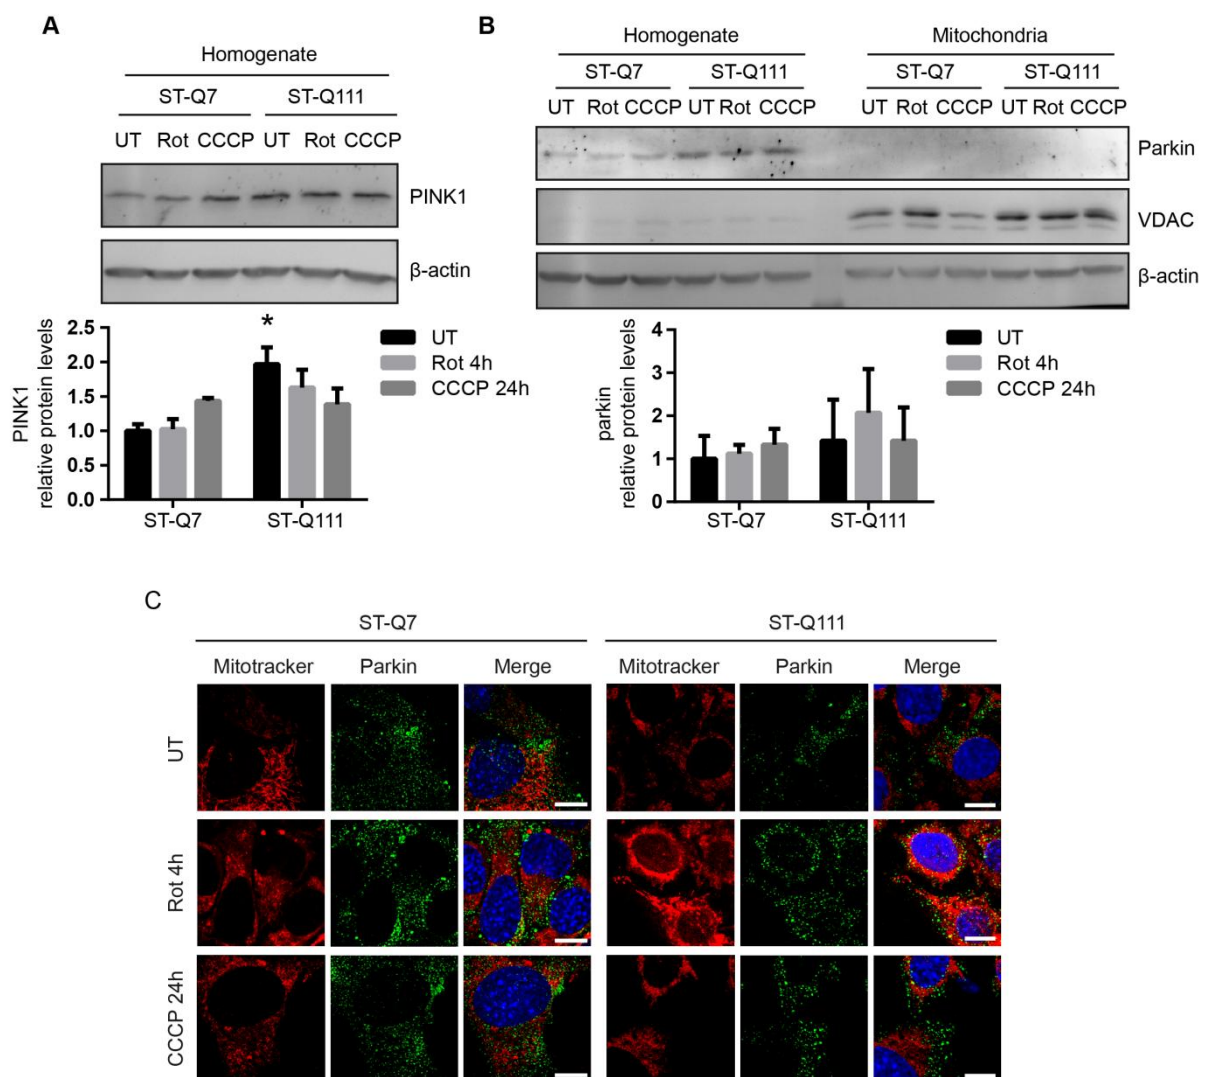 A
Homogenate
ST-Q7 ST-Q111
UT Rot CCCP UT Rot CCCP
PINK1
β-actin
PINK1
relative protein levels
2.5
2.0
1.5
1.0
0.5
0.0
*
UT
Rot 4h
CCCP 24h
ST-Q7 ST-Q111
B
Homogenate Mitochondria
ST-Q7 ST-Q111 ST-Q7 ST-Q111
UT Rot CCCP UT Rot CCCP UT Rot CCCP UT Rot CCCP
Parkin
VDAC
β-actin
parkin
relative protein levels
4
3
2
1
0
UT
Rot 4h
CCCP 24h
ST-Q7 ST-Q111
C
ST-Q7 ST-Q111
Mitotracker Parkin Merge Mitotracker Parkin Merge
UT
Rot 4h
CCCP 24h